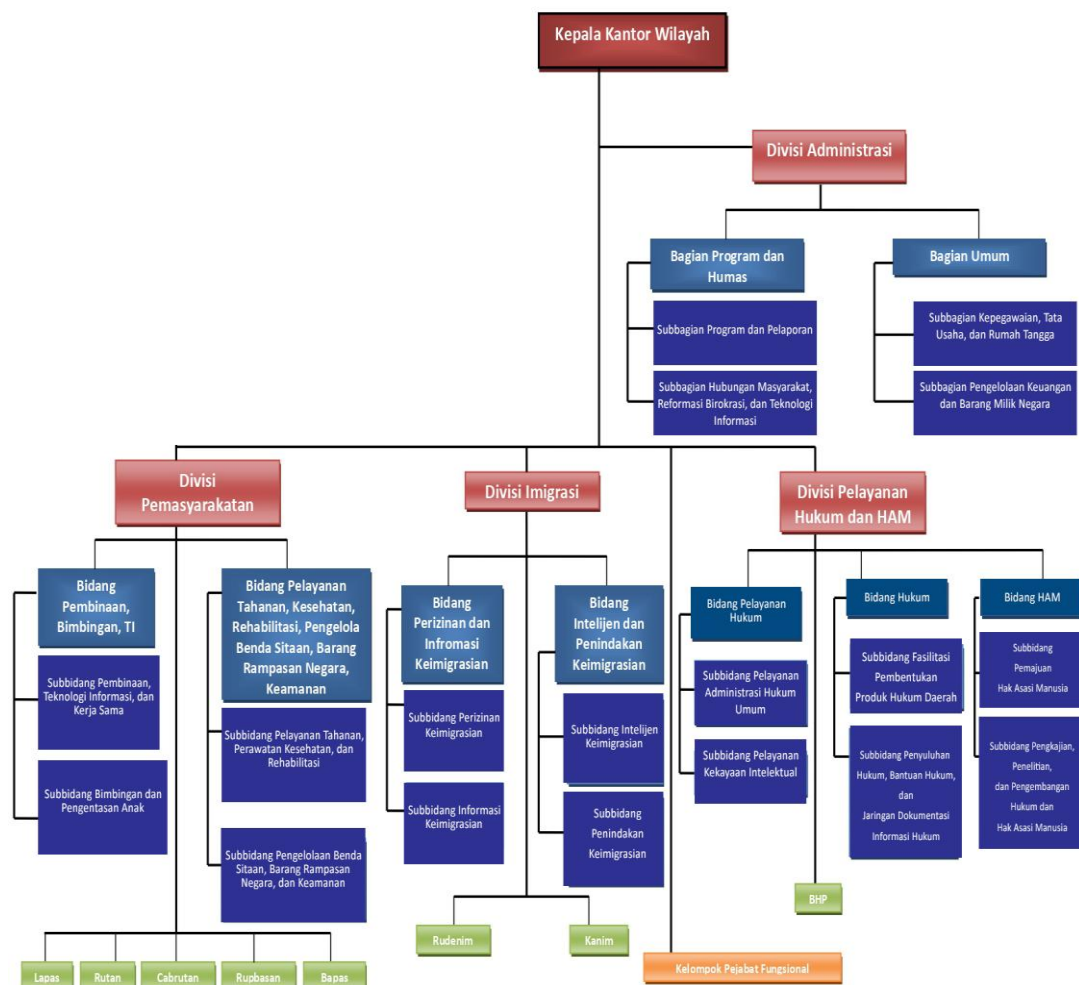 Kepala Kantor Wilayah
Divisi Administrasi
Bagian Program dan
Humas
Subbagian Program dan Pelaporan
Subbagian Hubungan Masyarakat,
Reformasi Birokrasi, dan Teknologi
Informasi
Bagian Umum
Subbagian Kepegawaian, Tata
Usaha, dan Rumah Tangga
Subbagian Pengelolaan Keuangan
dan Barang Milik Negara
Divisi
Pemasyarakatan
Bidang
Pembinaan,
Bimbingan, TI
Subbidang Pembinaan,
Teknologi Informasi, dan
Kerja Sama
Subbidang Bimbingan dan
Pengentasan Anak
Bidang Pelayanan
Tahanan, Kesehatan,
Rehabilitasi, Pengelola
Benda Sitaan, Barang
Rampasan Negara,
Keamanan
Subbidang Pelayanan Tahanan,
Perawatan Kesehatan, dan
Rehabilitasi
Subbidang Pengelolaan Benda
Sitaan, Barang Rampasan
Negara, dan Keamanan
Lapas
Rutan
Cabrutan
Rupbasan
Bapas
Divisi Imigrasi
Bidang
Perizinan dan
Infromasi
Keimigrasian
Subbidang Perizinan
Keimigrasian
Subbidang Informasi
Keimigrasian
Bidang
Intelijen dan
Penindakan
Keimigrasian
Subbidang Intelijen
Keimigrasian
Subbidang
Penindakan
Keimigrasian
Rudenim
Kanim
Divisi Pelayanan
Hukum dan HAM
Bidang Pelayanan
Hukum
Subbidang Pelayanan
Administrasi Hukum
Umum
Subbidang Pelayanan
Kekayaan Intelektual
Bidang Hukum
Subbidang Fasilitasi
Pembentukan
Produk Hukum Daerah
Subbidang Penyuluhan
Hukum, Bantuan Hukum,
dan
Jaringan Dokumentasi
Informasi Hukum
Bidang HAM
Subbidang
Pemajuan
Hak Asasi Manusia
Subbidang Pengkajian,
Penelitian,
dan Pengembangan
Hukum dan
Hak Asasi Manusia
BHP
Kelompok Pejabat Fungsional